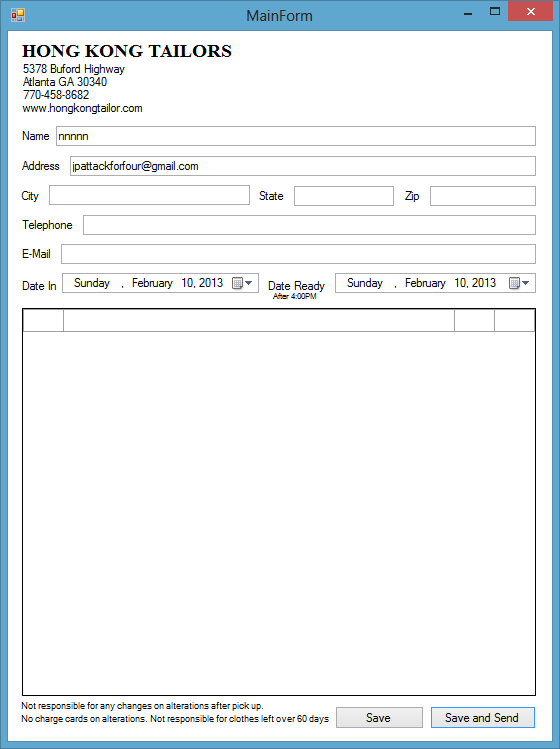 MainForm
HONG KONG TAILORS
5378 Buford Highway
Atlanta GA 30340
770-458-8682
www.hongkongtailor.com
Name nnnnn
Address jpattackforfour@gmail.com
City State Zip
Telephone
E-Mail
Date In Sunday , February 10, 2013 Date Ready Sunday , February 10, 2013
After 4:00PM
Not responsible for any changes on alterations after pick up.
No charge cards on alterations. Not responsible for clothes left over 60 days
Save Save and Send